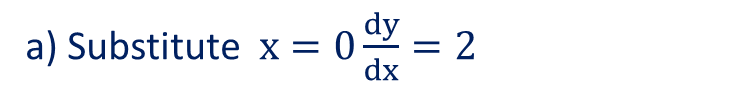 a) Substitute x = 0 dy/dx = 2